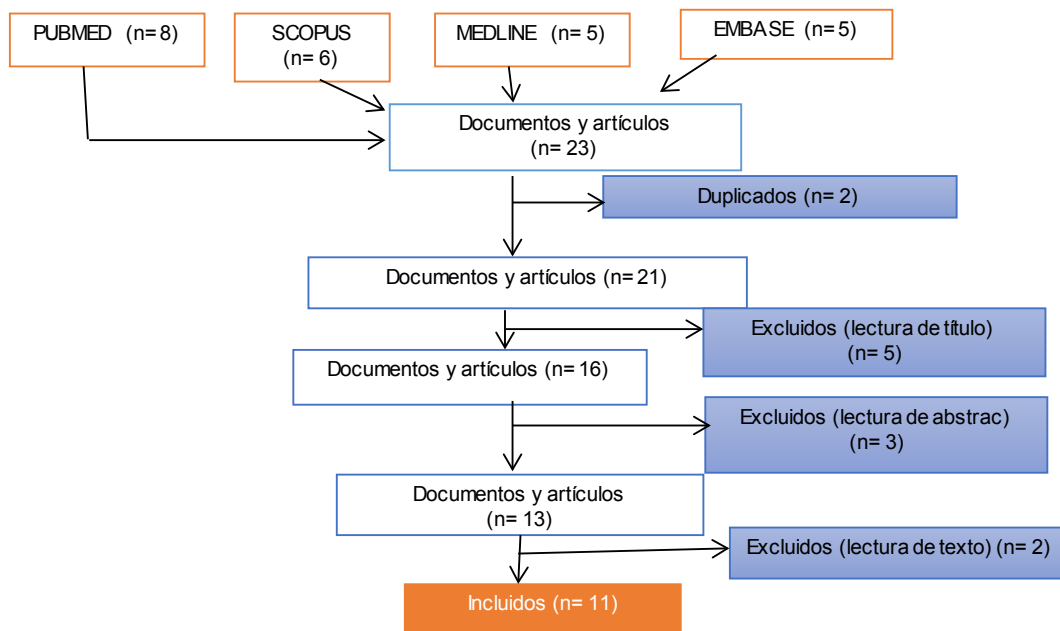 PUBMED (n= 8)
SCOPUS
(n= 6)
MEDLINE (n= 5)
EMBASE (n= 5)
Documentos y artículos
(n= 23)
Duplicados (n= 2)
Documentos y artículos (n= 21)
Excluidos (lectura de título)
(n= 5)
Documentos y artículos (n= 16)
Excluidos (lectura de abstrac)
(n= 3)
Documentos y artículos
(n= 13)
Excluidos (lectura de texto) (n= 2)
Incluidos (n= 11)